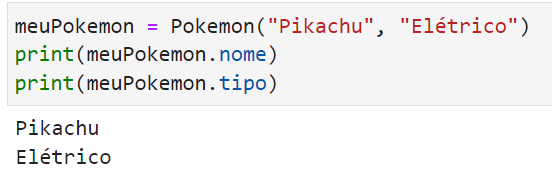 meuPokemon = Pokemon("Pikachu", "Elétrico")
print(meuPokemon.nome)
print(meuPokemon.tipo)
Pikachu
Elétrico